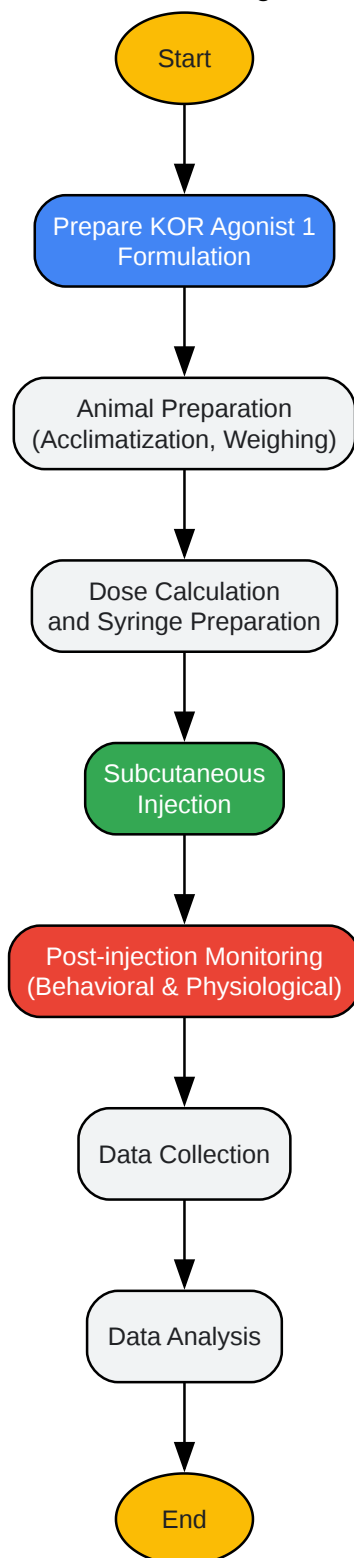 Start
Prepare KOR Agonist 1
Formulation
Animal Preparation
(Acclimatization, Weighing)
Dose Calculation
and Syringe Preparation
Subcutaneous
Injection
Post-injection Monitoring
(Behavioral & Physiological)
Data Collection
Data Analysis
End